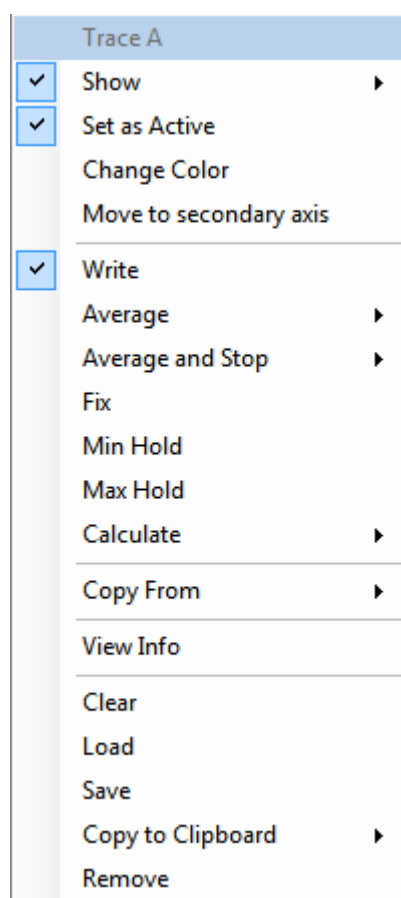 Trace A
Show
Set as Active
Change Color
Move to secondary axis
Write
Average
Average and Stop
Fix
Min Hold
Max Hold
Calculate
Copy From
View Info
Clear
Load
Save
Copy to Clipboard
Remove